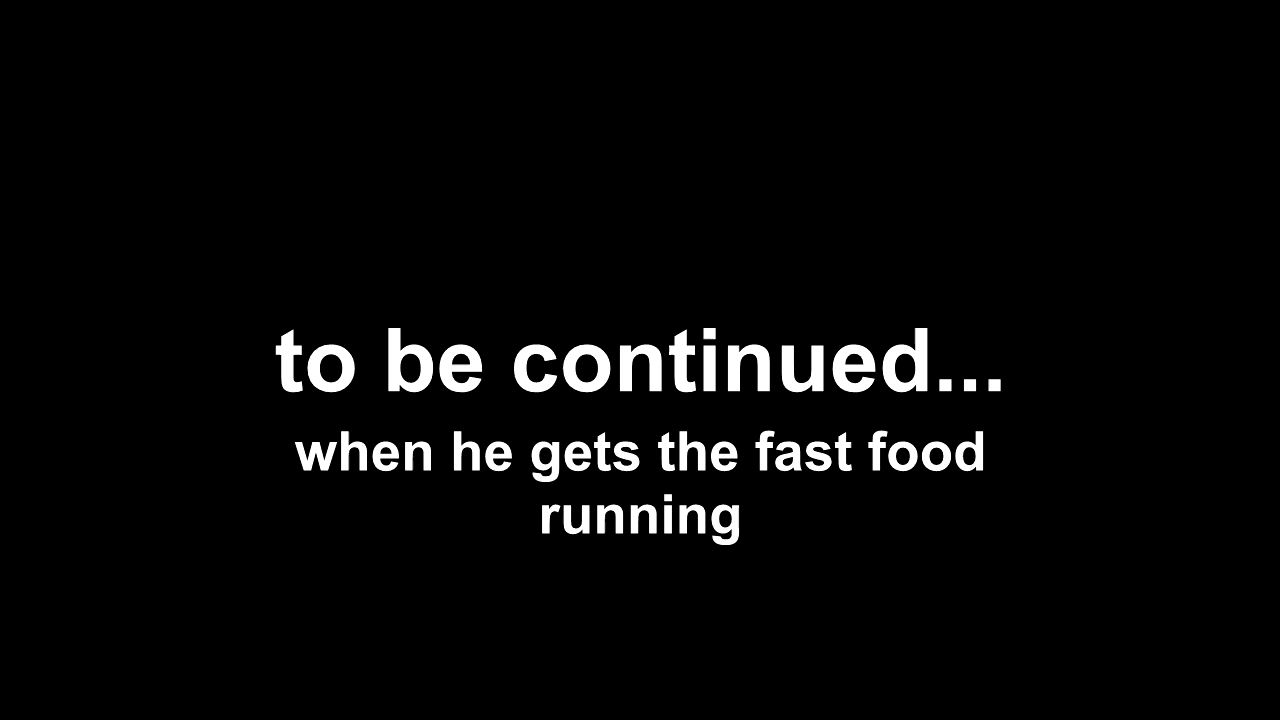 to be continued...
when he gets the fast food
running